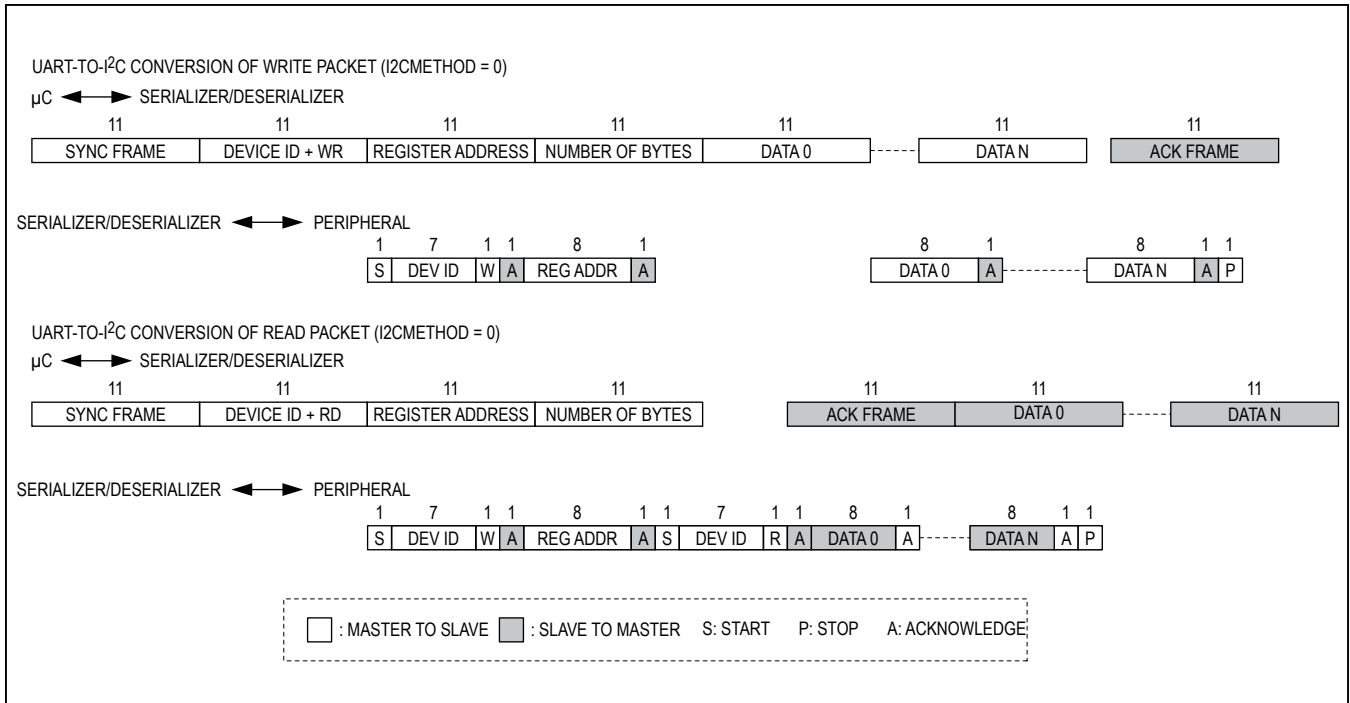 UART-TO-I2C CONVERSION OF WRITE PACKET (I2CMETHOD = 0)
µC SERIALIZER/DESERIALIZER
11 11 11 11 11 11 11
SYNC FRAME DEVICE ID + WR REGISTER ADDRESS NUMBER OF BYTES DATA 0 DATA N ACK FRAME
SERIALIZER/DESERIALIZER PERIPHERAL
1 7 1 1 8 1 8 1 8 1 1
S DEV ID W A REG ADDR A DATA 0 A DATA N A P
UART-TO-I2C CONVERSION OF READ PACKET (I2CMETHOD = 0)
µC SERIALIZER/DESERIALIZER
11 11 11 11 11 11 11
SYNC FRAME DEVICE ID + RD REGISTER ADDRESS NUMBER OF BYTES ACK FRAME DATA 0 DATA N
SERIALIZER/DESERIALIZER PERIPHERAL
1 7 1 1 8 1 1 7 1 1 8 1 8 1 1
S DEV ID W A REG ADDR A S DEV ID R A DATA 0 A DATA N A P
: MASTER TO SLAVE : SLAVE TO MASTER S: START P: STOP A: ACKNOWLEDGE